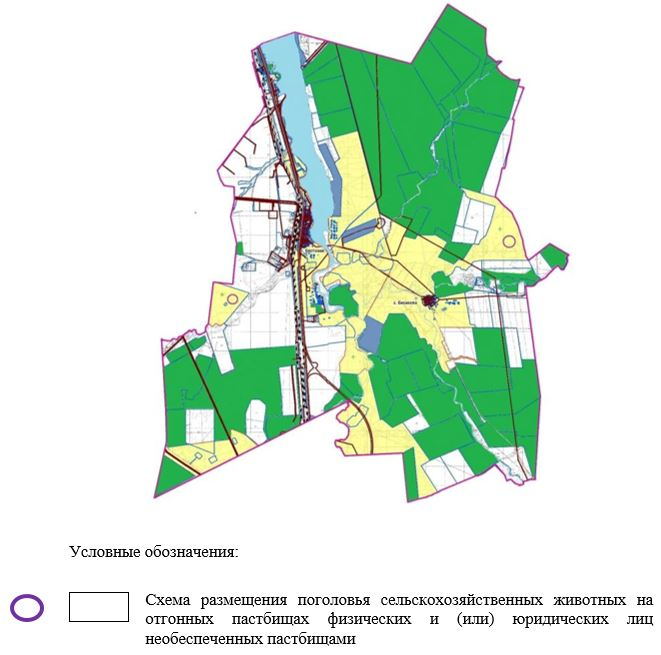 Условные обозначения:
Схема размещения поголовья сельскохозяйственных животных на
отгонных пастбищах физических и (или) юридических лиц
необеспеченных пастбищами